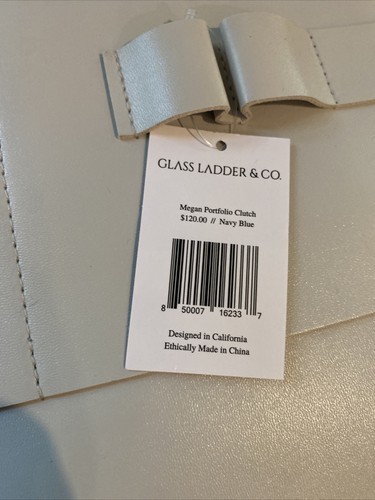 GLASS LADDER & CO.
Megan Portfolio Clutch
$120.00 // Navy Blue
8 50007 16233 7
Designed in California
Ethically Made in China